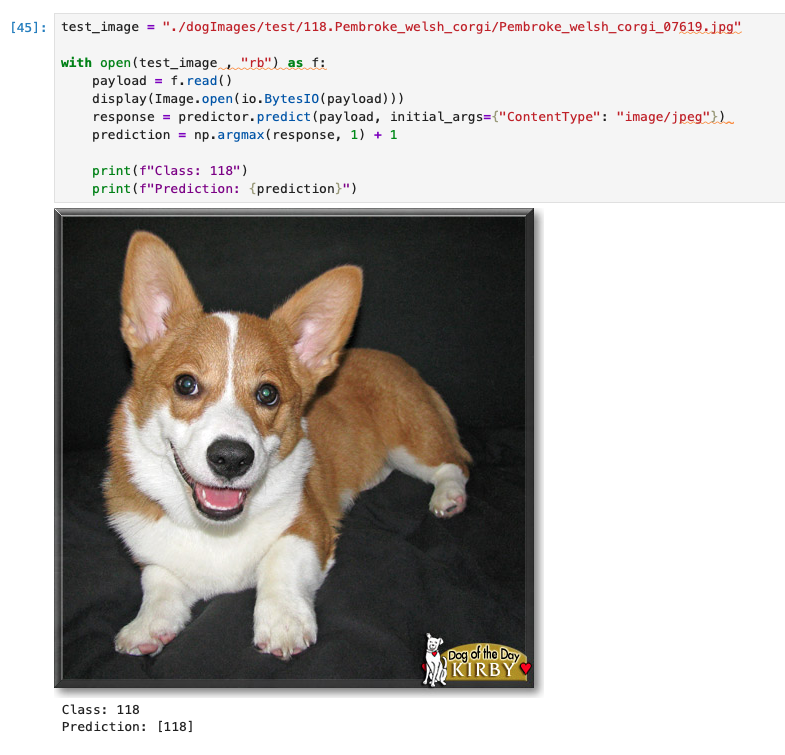 [45]: test_image = "./dogImages/test/118.Pembroke_welsh_corgi/Pembroke_welsh_corgi_07619.jpg"
with open(test_image , "rb") as f:
    payload = f.read()
    display(Image.open(io.BytesIO(payload)))
    response = predictor.predict(payload, initial_args={"ContentType": "image/jpeg"})
    prediction = np.argmax(response, 1) + 1
    print(f"Class: 118")
    print(f"Prediction: {prediction}")
Dog of the Day
KIRBY
Class: 118
Prediction: [118]